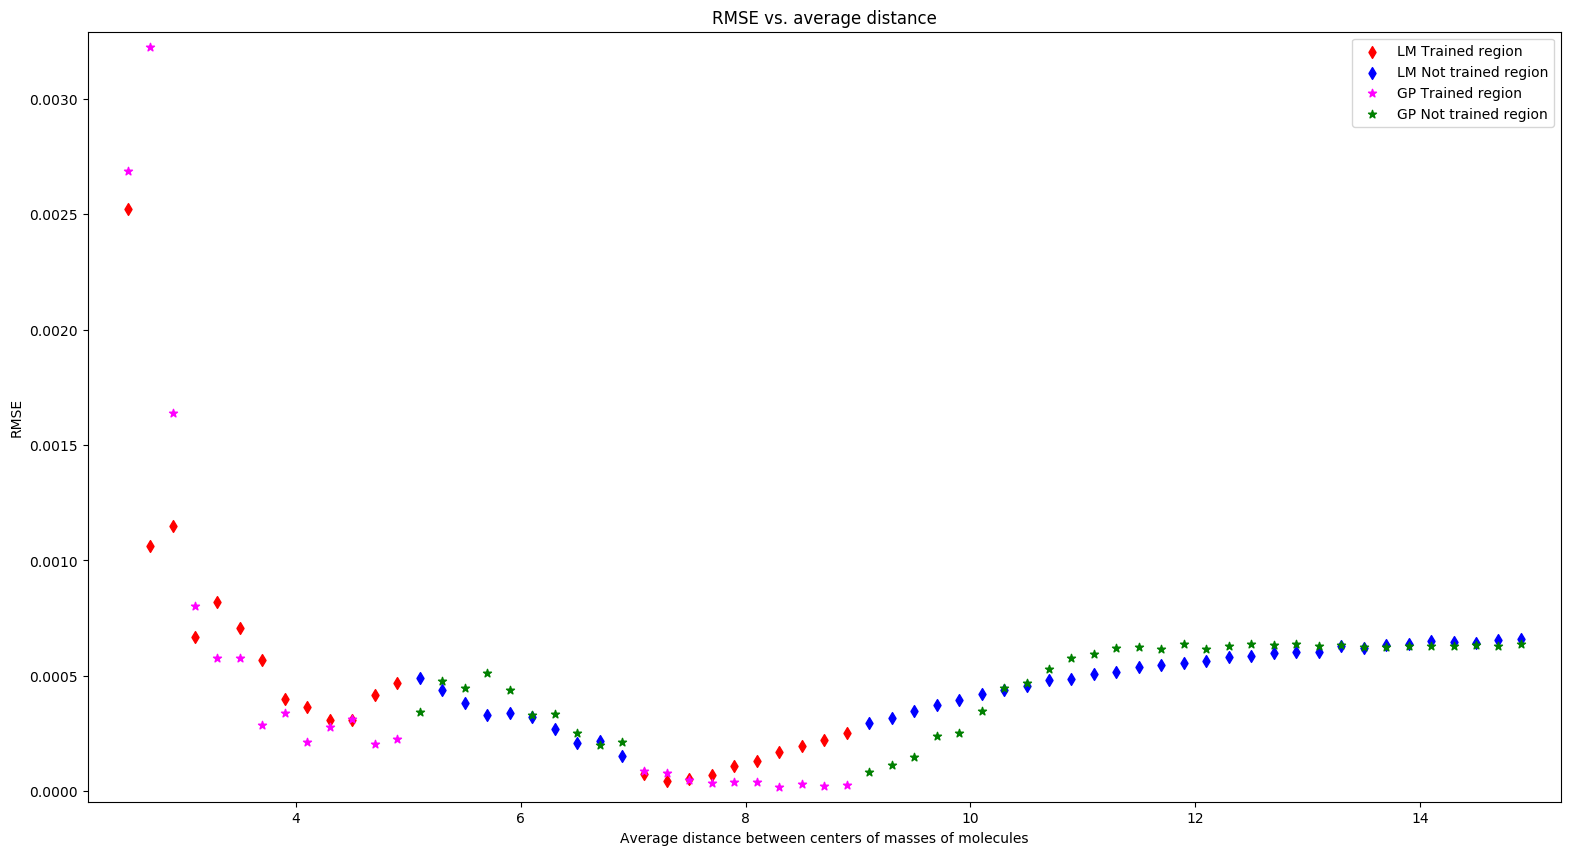 RMSE vs. average distance
LM Trained region
LM Not trained region
GP Trained region
GP Not trained region
0.0030
0.0025
0.0020
0.0015
0.0010
0.0005
0.0000
RMSE
4 6 8 10 12 14
Average distance between centers of masses of molecules